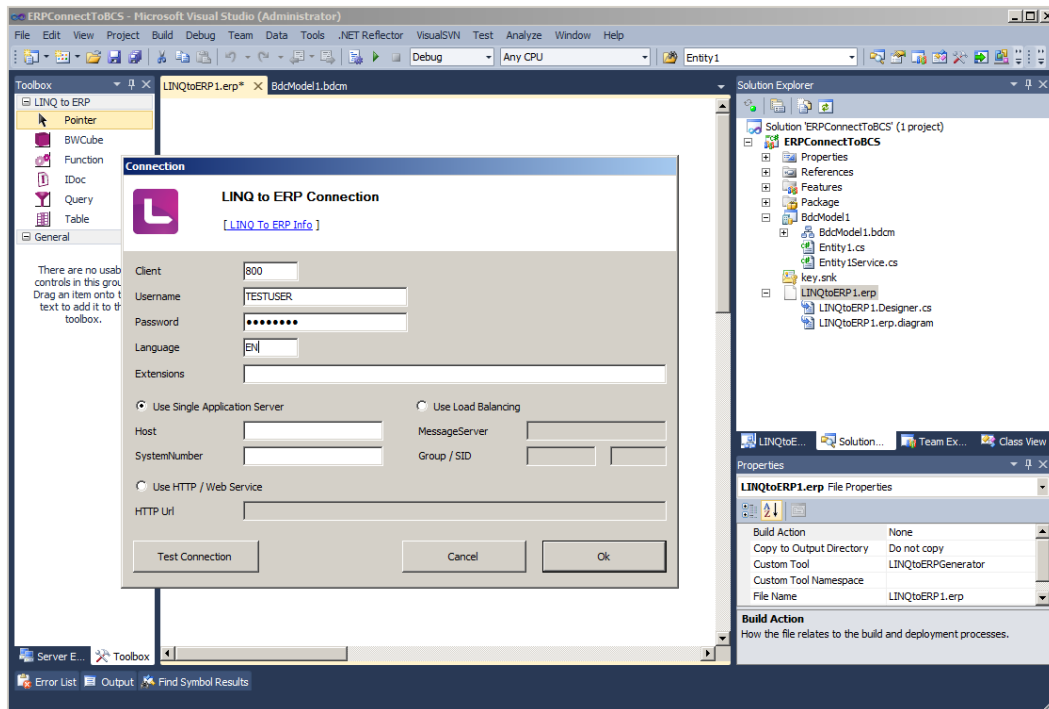 ERPConnectToBCS - Microsoft Visual Studio (Administrator)
File Edit View Project Build Debug Team Data Tools .NET Reflector VisualSVN Test Analyze Window Help
Debug Any CPU Entity1
Toolbox
LINQ to ERP
Pointer
BWCube
Function
IDoc
Query
Table
General
There are no usab
controls in this grou
Drag an item onto t
text to add it to th
toolbox.
Server E... Toolbox
LINQtoERP1.erp* BdcModel1.bdcm
Connection
LINQ to ERP Connection
[ LINQ To ERP Info ]
Client 800
Username TESTUSER
Password ••••••••
Language EN
Extensions
Use Single Application Server Use Load Balancing
Host MessageServer
SystemNumber Group / SID
Use HTTP / Web Service
HTTP Url
Test Connection Cancel Ok
Solution Explorer
Solution 'ERPConnectToBCS' (1 project)
ERPConnectToBCS
Properties
References
Features
Package
BdcModel1
BdcModel1.bdcm
Entity1.cs
Entity1Service.cs
key.snk
LINQtoERP1.erp
LINQtoERP1.Designer.cs
LINQtoERP1.erp.diagram
LINQtoE... Solution... Team Ex... Class View
Properties
LINQtoERP1.erp File Properties
Build Action None
Copy to Output Directory Do not copy
Custom Tool LINQtoERPGenerator
Custom Tool Namespace
File Name LINQtoERP1.erp
Build Action
How the file relates to the build and deployment processes.
Error List Output Find Symbol Results